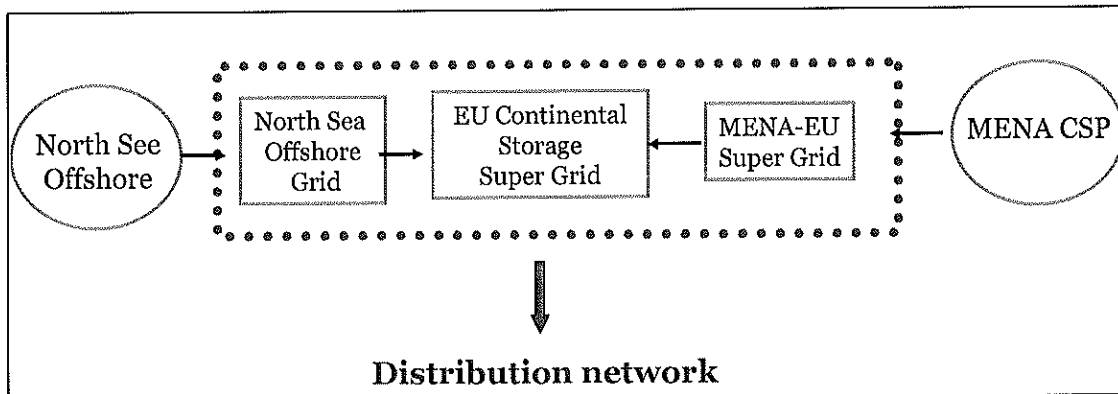 North See
Offshore
North Sea
Offshore
Grid
EU Continental
Storage
Super Grid
MENA-EU
Super Grid
MENA CSP
Distribution network